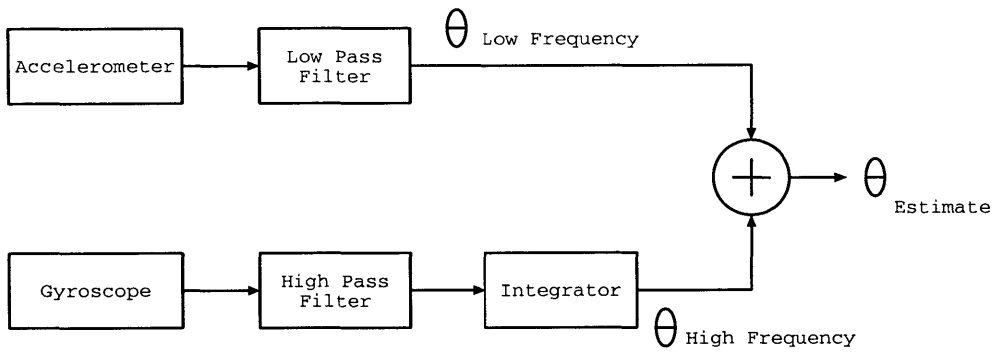 θ Low Frequency
Accelerometer
Low Pass
Filter
+
θ Estimate
Gyroscope
High Pass
Filter
Integrator
θ High Frequency